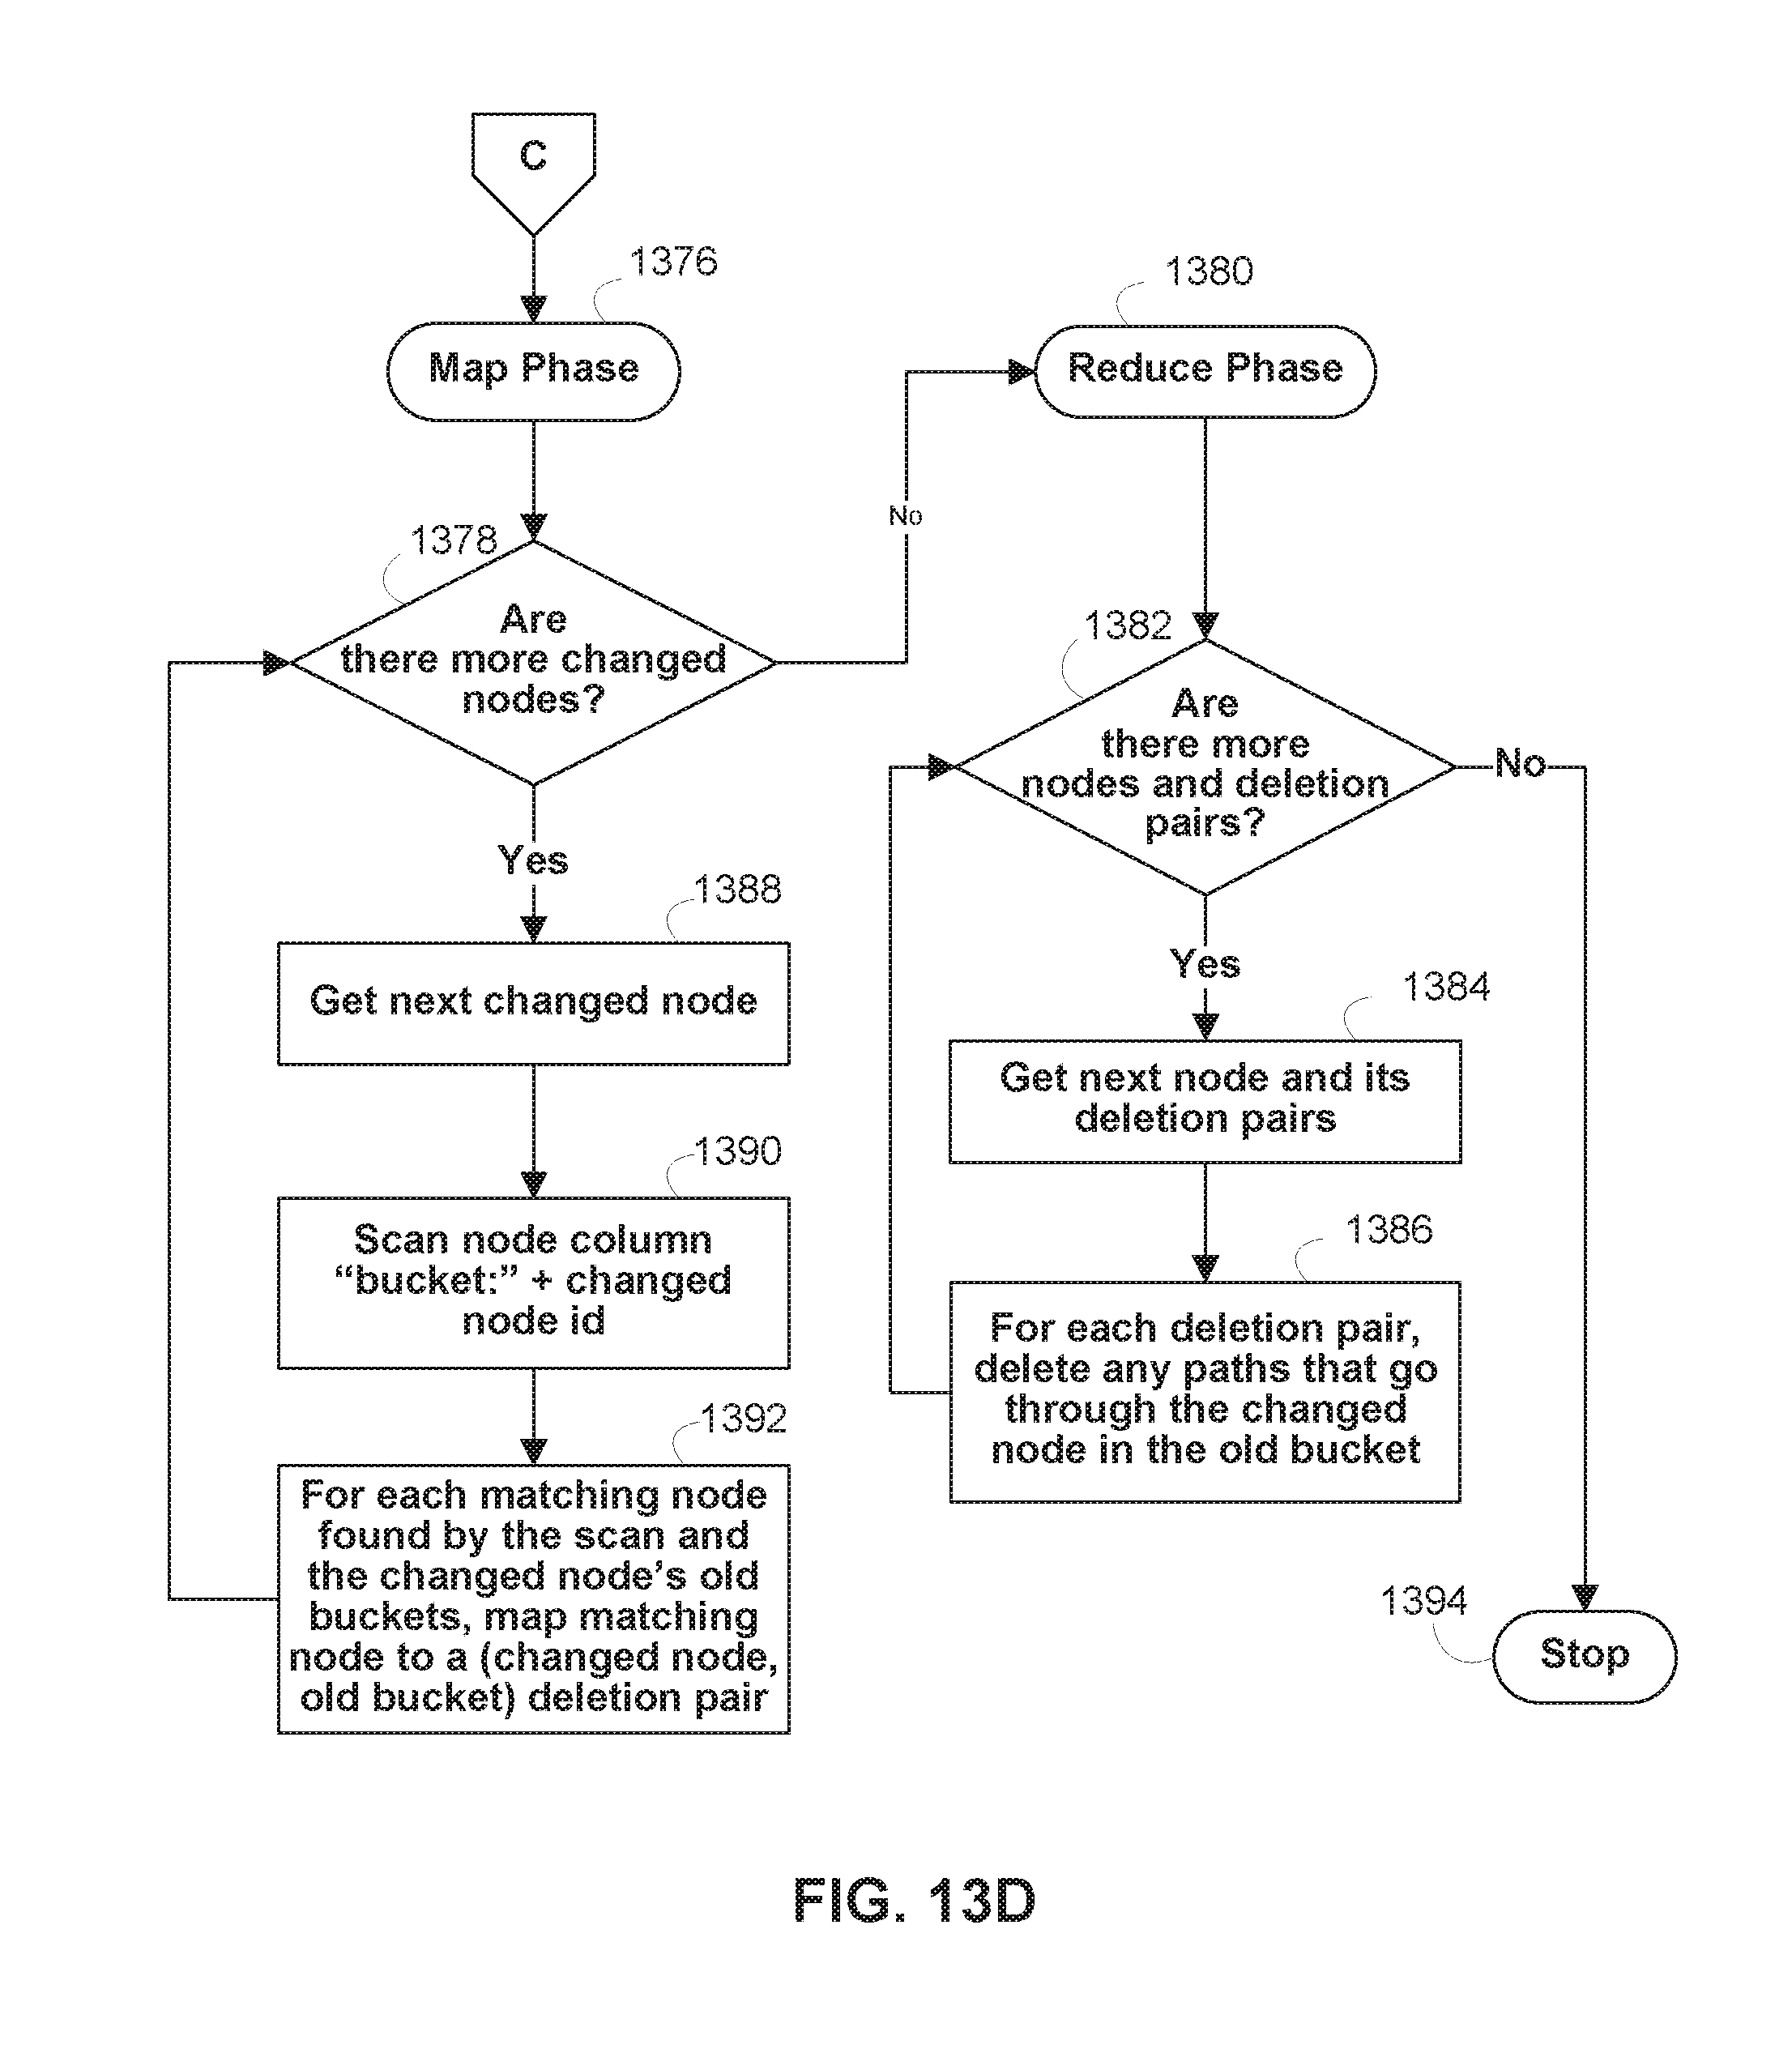 C
1376
Map Phase
1378
Are
there more changed
nodes?
No
Yes
1388
Get next changed node
1390
Scan node column
“bucket:” + changed
node id
1392
For each matching node
found by the scan and
the changed node’s old
buckets, map matching
node to a (changed node,
old bucket) deletion pair
1380
Reduce Phase
1382
Are
there more
nodes and deletion
pairs?
No
Yes
1384
Get next node and its
deletion pairs
1386
For each deletion pair,
delete any paths that go
through the changed
node in the old bucket
1394
Stop
FIG. 13D